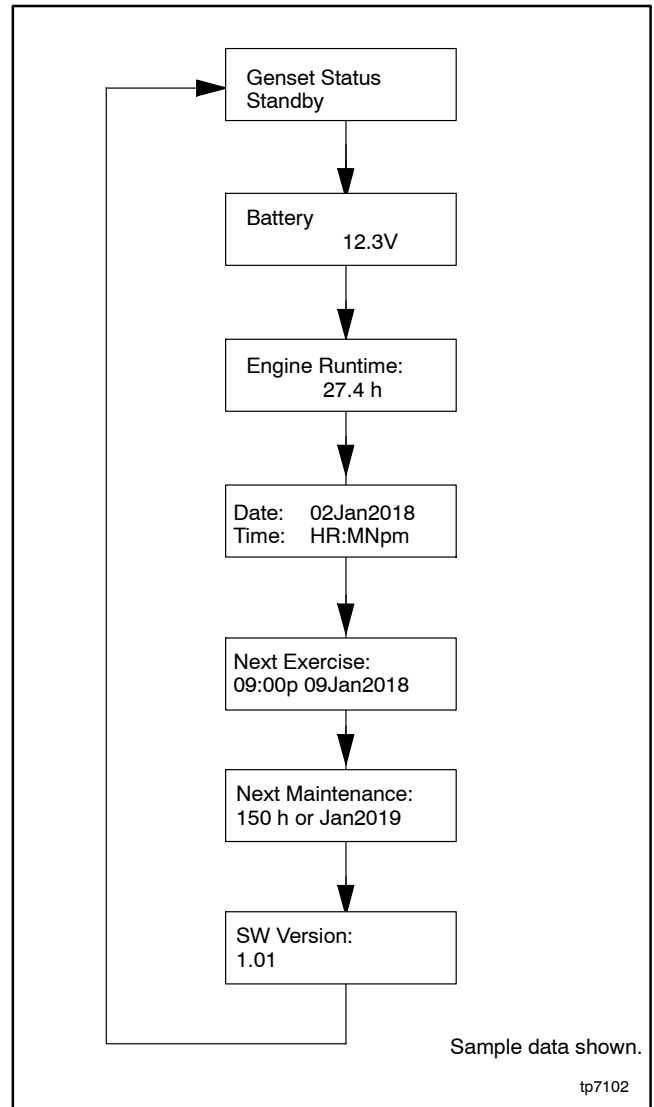 Genset Status
Standby
Battery
12.3V
Engine Runtime:
27.4 h
Date: 02Jan2018
Time: HR:MNpm
Next Exercise:
09:00p 09Jan2018
Next Maintenance:
150 h or Jan2019
SW Version:
1.01
Sample data shown.
tp7102